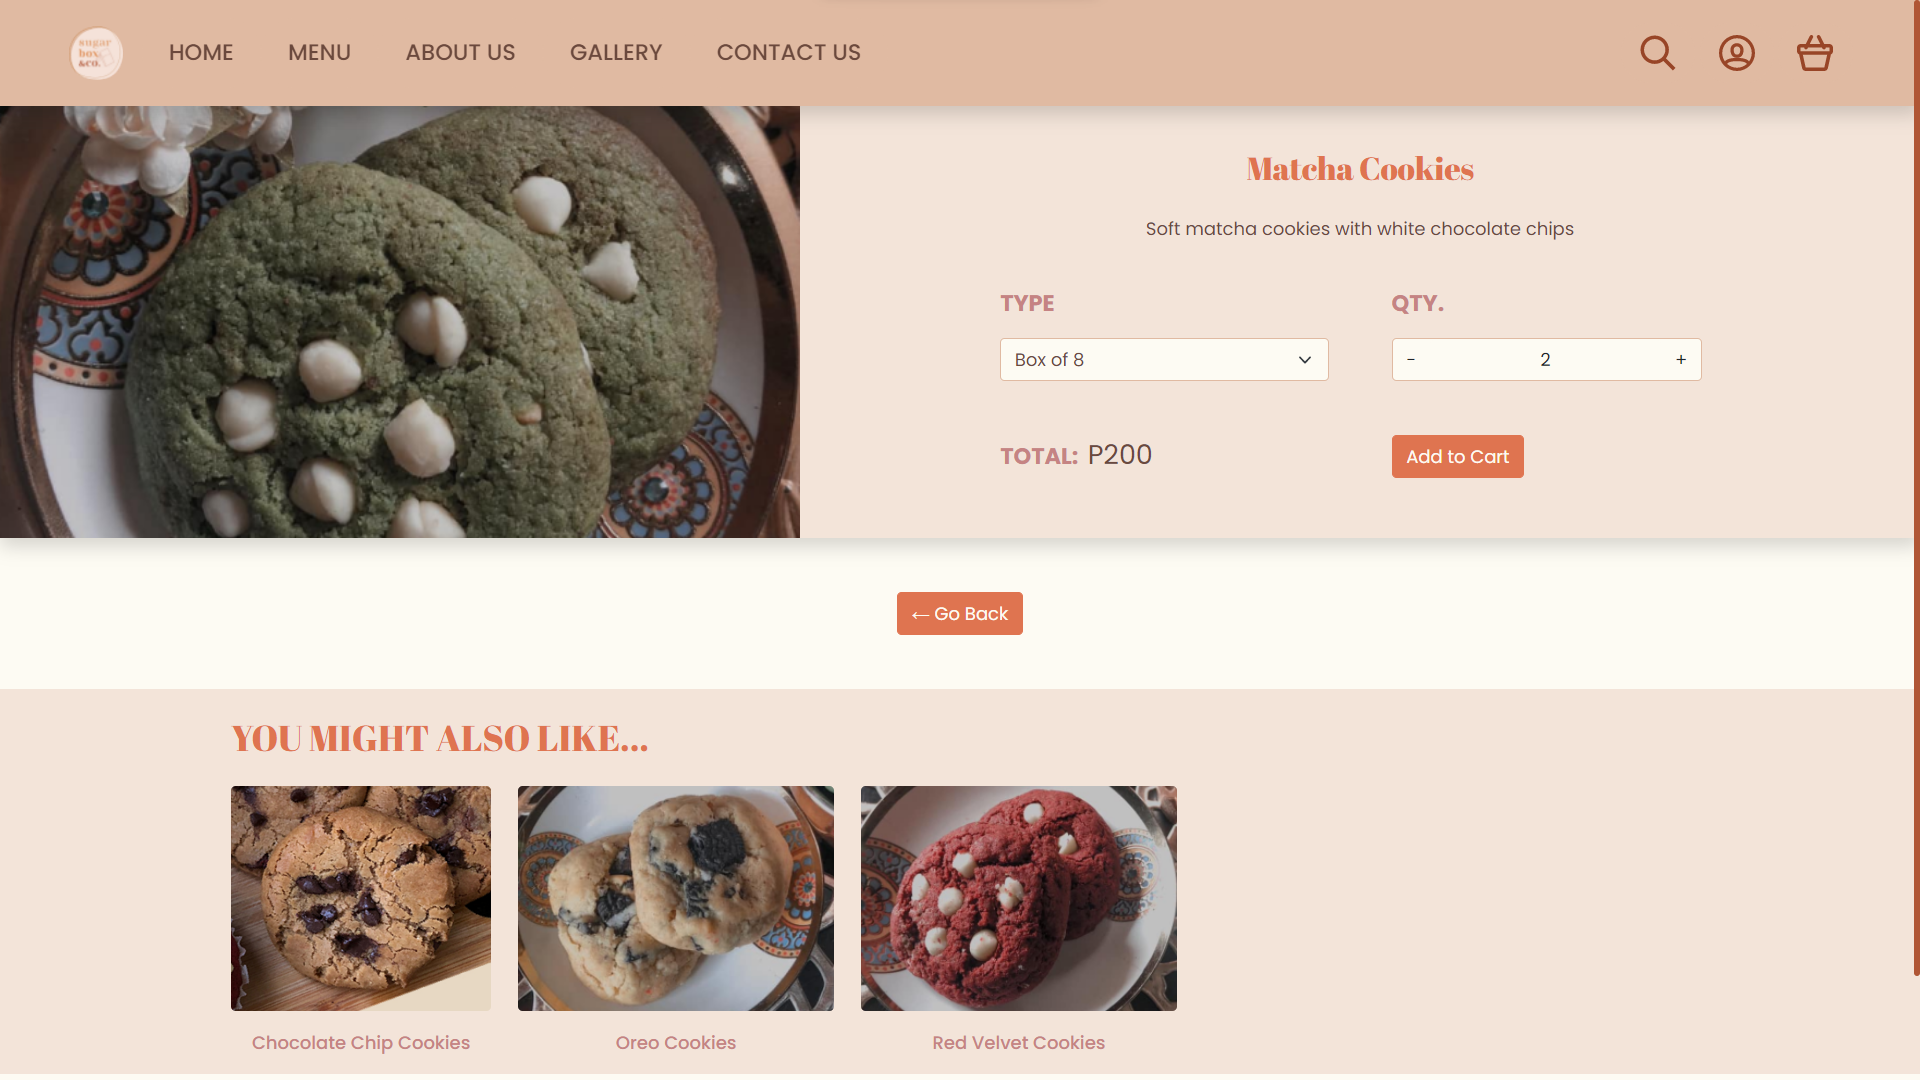 sugar
box
&co.
HOME
MENU
ABOUT US
GALLERY
CONTACT US
Matcha Cookies
Soft matcha cookies with white chocolate chips
TYPE
QTY.
Box of 8
- 2 +
TOTAL: P200
Add to Cart
← Go Back
YOU MIGHT ALSO LIKE...
Chocolate Chip Cookies
Oreo Cookies
Red Velvet Cookies